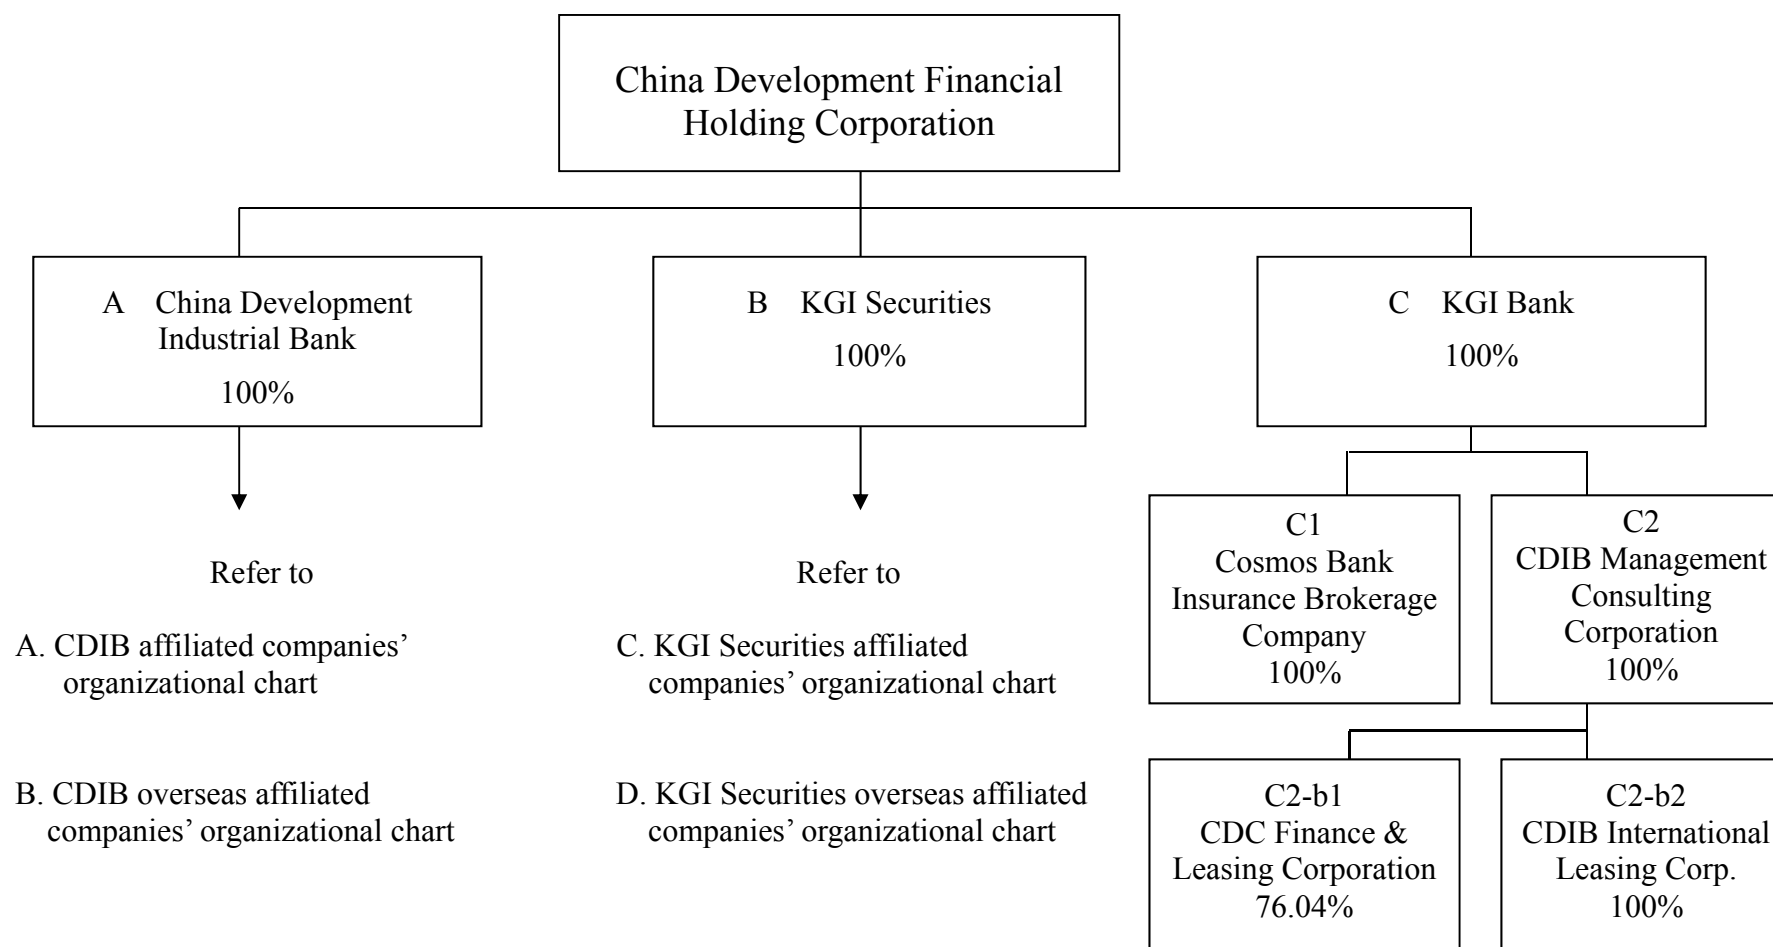 China Development Financial
Holding Corporation
A China Development
Industrial Bank
100%
B KGI Securities
100%
C KGI Bank
100%
Refer to
A. CDIB affiliated companies’
organizational chart
B. CDIB overseas affiliated
companies’ organizational chart
Refer to
C. KGI Securities affiliated
companies’ organizational chart
D. KGI Securities overseas affiliated
companies’ organizational chart
C1
Cosmos Bank
Insurance Brokerage
Company
100%
C2
CDIB Management
Consulting
Corporation
100%
C2-b1
CDC Finance &
Leasing Corporation
76.04%
C2-b2
CDIB International
Leasing Corp.
100%